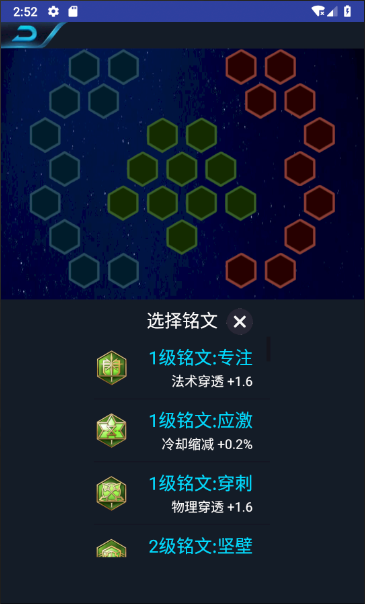 2:52
选择铭文
1级铭文:专注
法术穿透 +1.6
1级铭文:应激
冷却缩减 +0.2%
1级铭文:穿刺
物理穿透 +1.6
2级铭文:坚壁